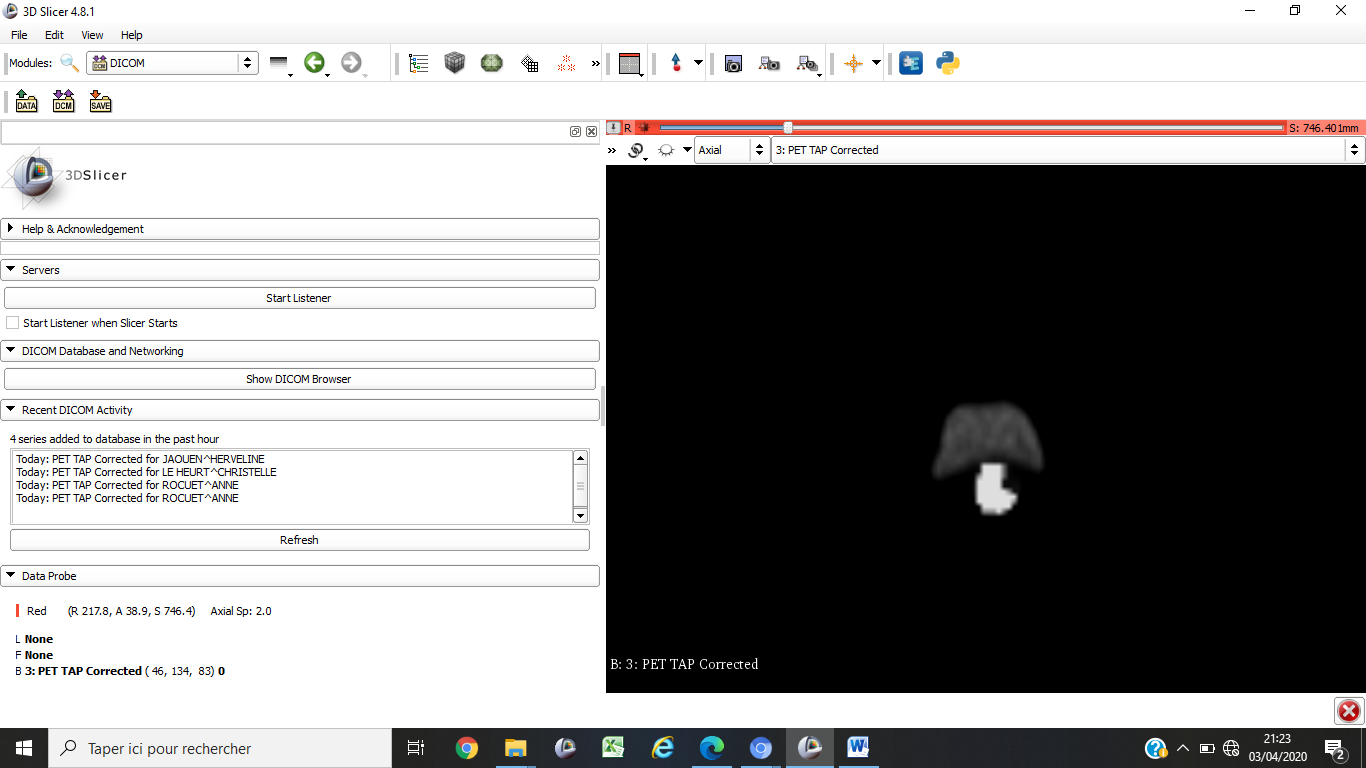 3D Slicer 4.8.1
File Edit View Help
Modules: DICOM
DATA DCM SAVE
R S: 746.401mm
Axial 3: PET TAP Corrected
3DSlicer
Help & Acknowledgement
Servers
Start Listener
Start Listener when Slicer Starts
DICOM Database and Networking
Show DICOM Browser
Recent DICOM Activity
4 series added to database in the past hour
Today: PET TAP Corrected for JAOUEN^HERVELINE
Today: PET TAP Corrected for LE HEURT^CHRISTELLE
Today: PET TAP Corrected for ROCUET^ANNE
Today: PET TAP Corrected for ROCUET^ANNE
Refresh
Data Probe
Red (R 217.8, A 38.9, S 746.4) Axial Sp: 2.0
L None
F None
B 3: PET TAP Corrected ( 46, 134, 83) 0
B: 3: PET TAP Corrected
Taper ici pour rechercher
21:23
03/04/2020
2